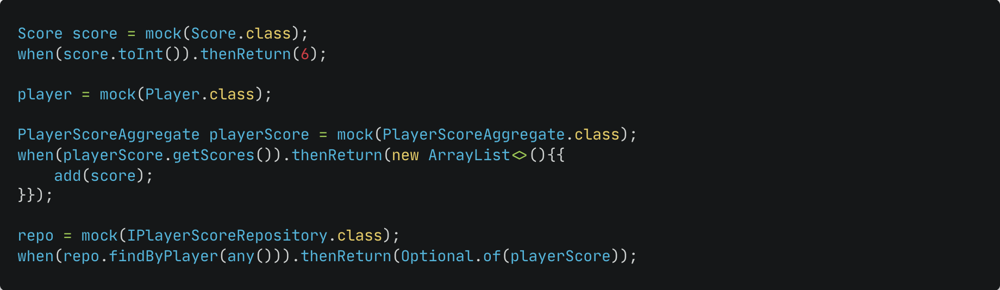 Score score = mock(Score.class);
when(score.toInt()).thenReturn(6);
player = mock(Player.class);
PlayerScoreAggregate playerScore = mock(PlayerScoreAggregate.class);
when(playerScore.getScores()).thenReturn(new ArrayList<>(){{
    add(score);
}});
repo = mock(IPlayerScoreRepository.class);
when(repo.findByPlayer(any())).thenReturn(Optional.of(playerScore));